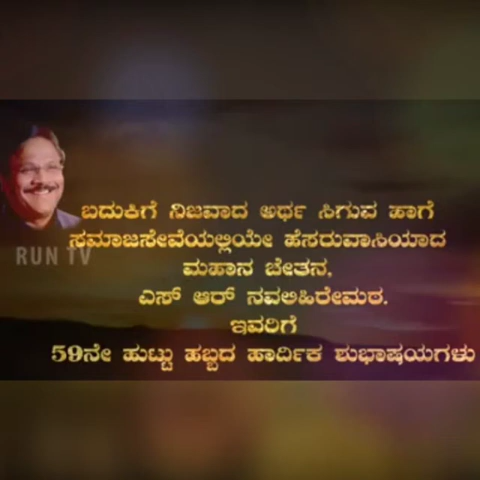 ಬದುಕಿಗೆ ನಿಜವಾದ ಅರ್ಥ ಸಿಗುವ ಹಾಗೆ
ಸಮಾಜಸೇವೆಯಲ್ಲಿಯೇ ಹೆಸರುವಾಸಿಯಾದ
RUN TV
ಮಹಾನ ಚೇತನ,
ಎಸ್ ಆರ್ ನವಲಿಹಿರೇಮಠ.
ಇವರಿಗೆ
59ನೇ ಹುಟ್ಟು ಹಬ್ಬದ ಹಾರ್ದಿಕ ಶುಭಾಷಯಗಳು